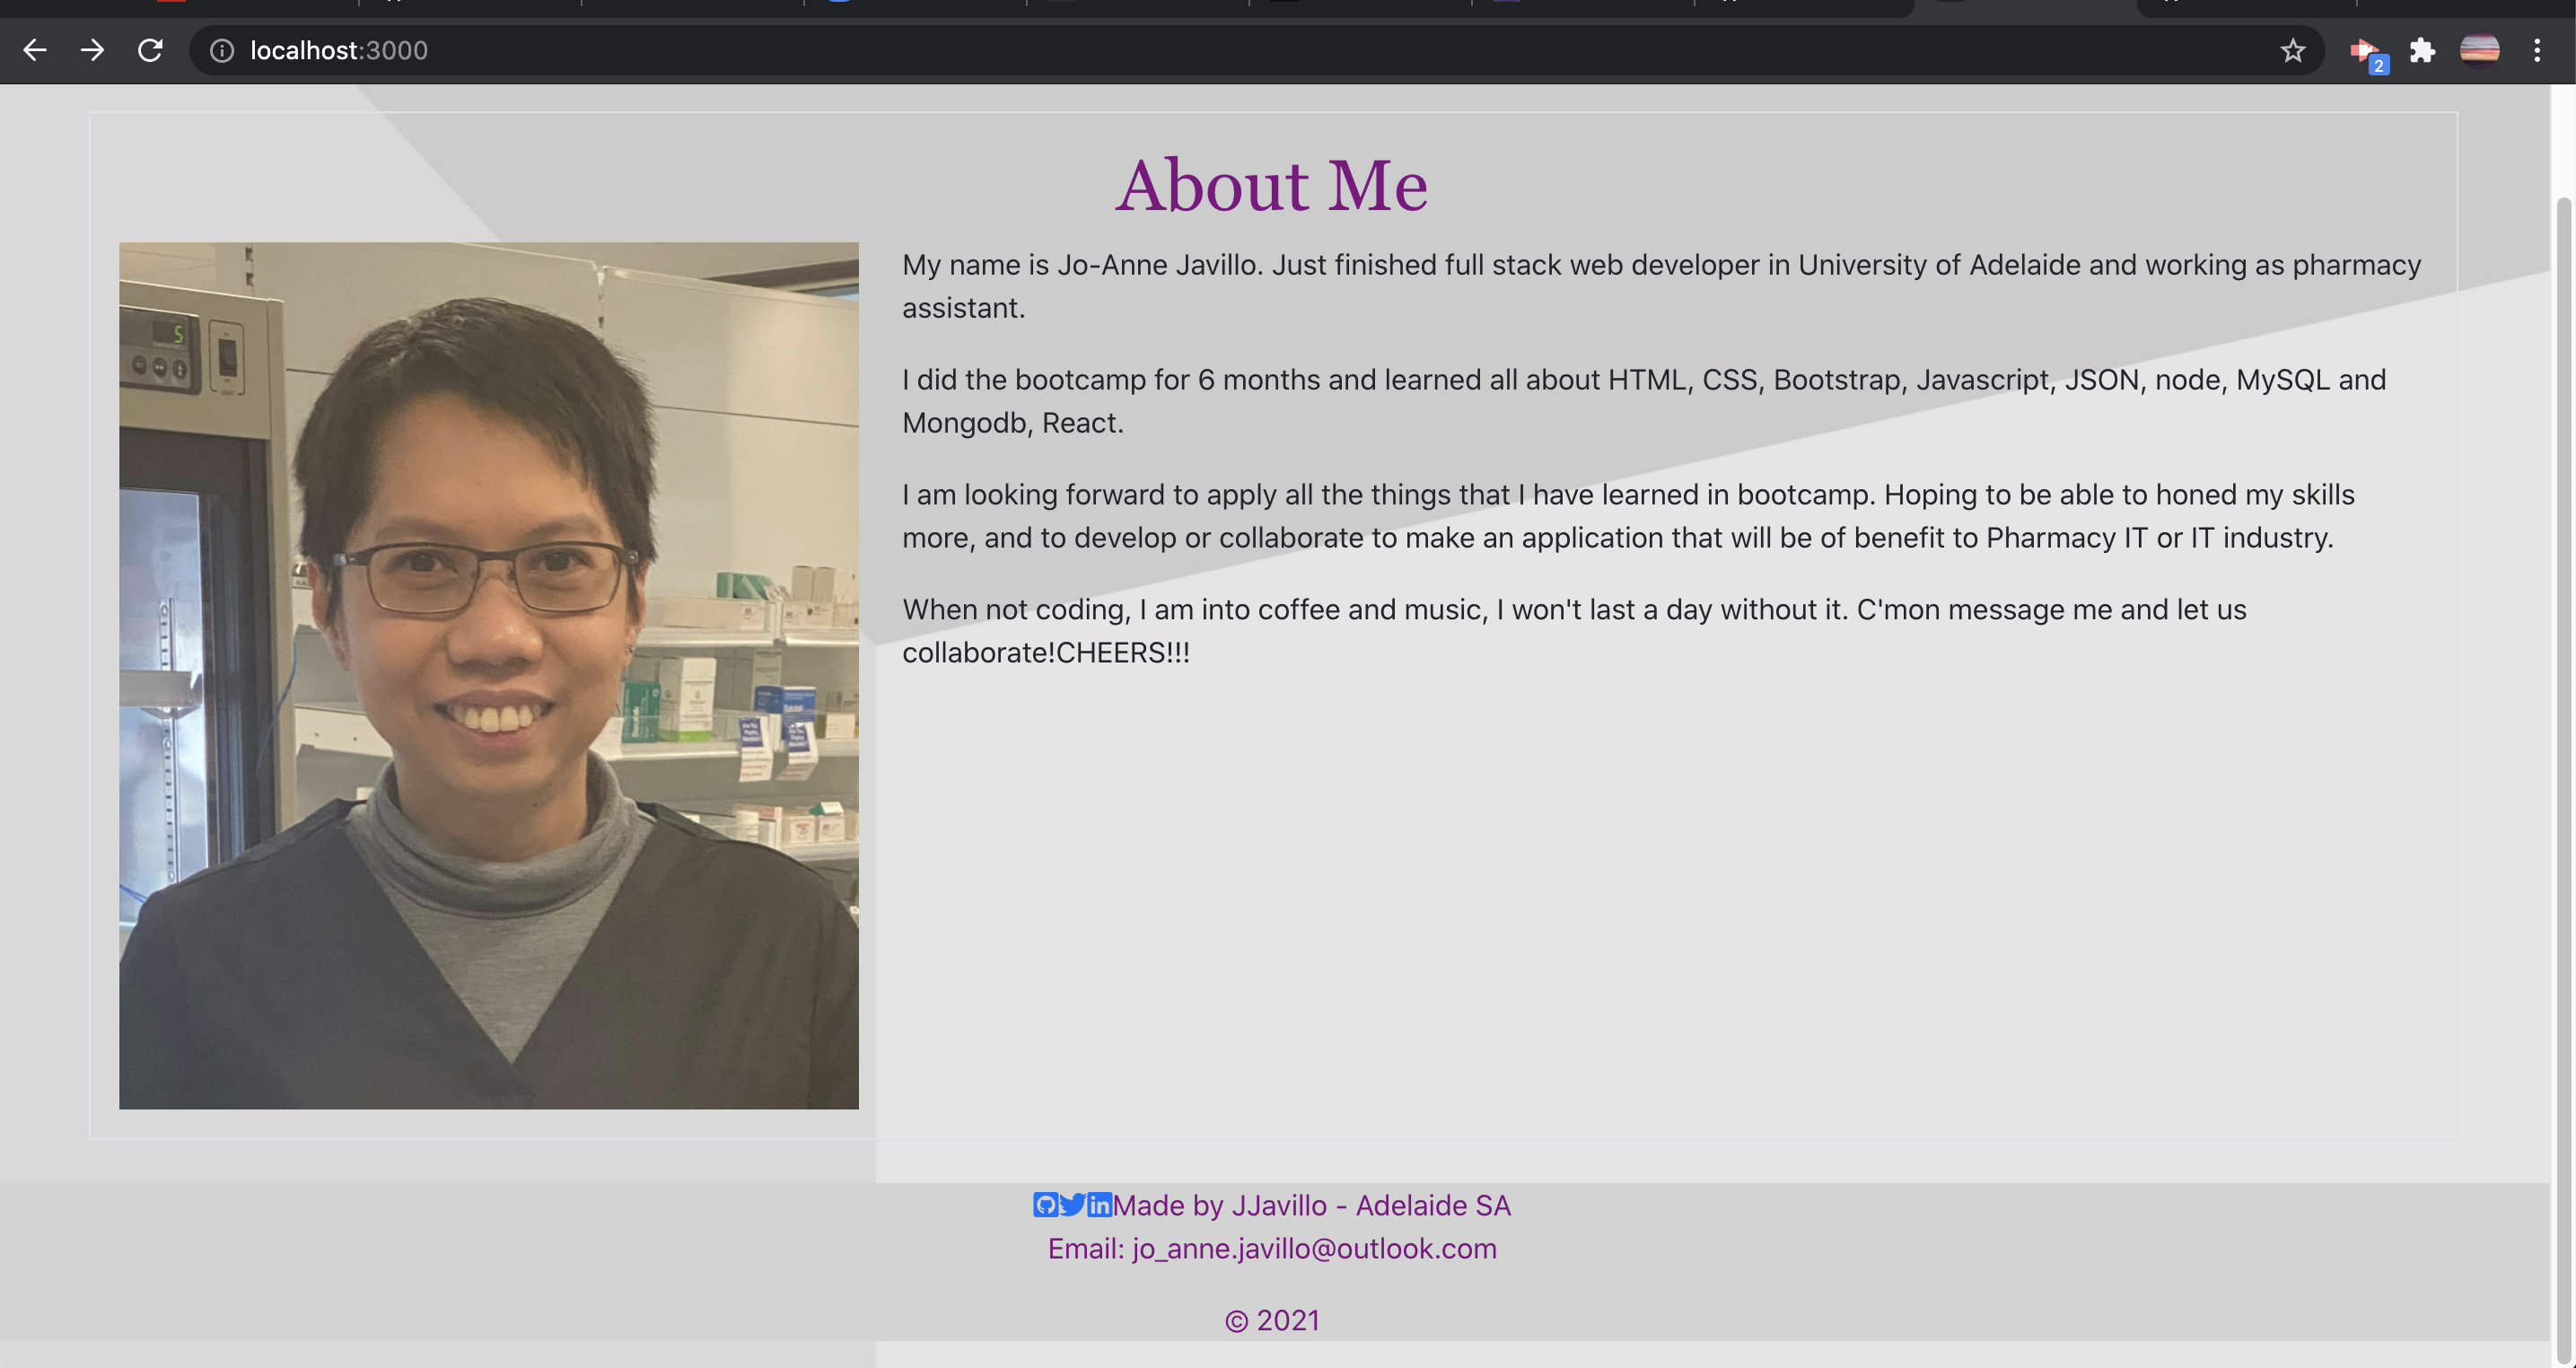 localhost:3000
2
About Me
My name is Jo-Anne Javillo. Just finished full stack web developer in University of Adelaide and working as pharmacy
assistant.
I did the bootcamp for 6 months and learned all about HTML, CSS, Bootstrap, Javascript, JSON, node, MySQL and
Mongodb, React.
I am looking forward to apply all the things that I have learned in bootcamp. Hoping to be able to honed my skills
more, and to develop or collaborate to make an application that will be of benefit to Pharmacy IT or IT industry.
When not coding, I am into coffee and music, I won't last a day without it. C'mon message me and let us
collaborate!CHEERS!!!
5
in
Made by JJavillo - Adelaide SA
Email: jo_anne.javillo@outlook.com
© 2021